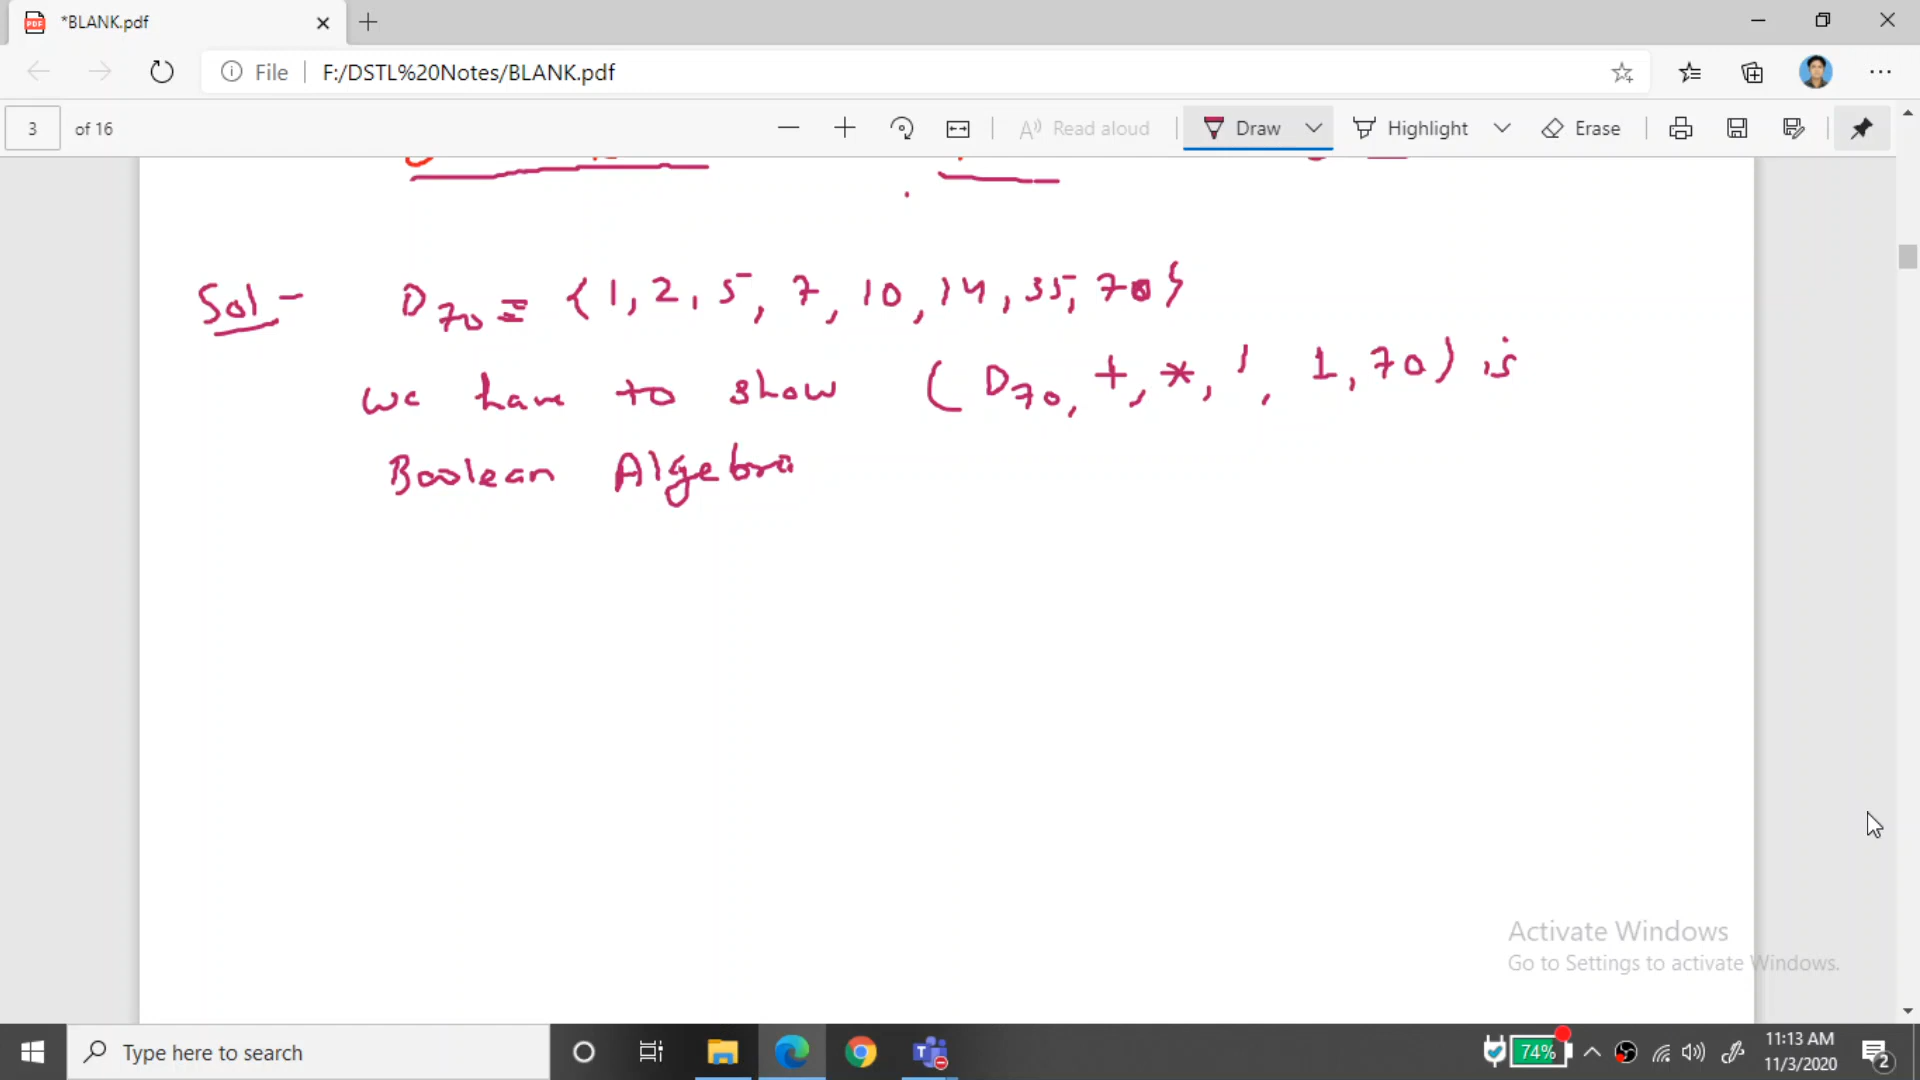 *BLANK.pdf
File F:/DSTL%20Notes/BLANK.pdf
3 of 16 Read aloud Draw Highlight Erase
Sol - D70 = {1, 2, 5, 7, 10, 14, 35, 70}
we have to show (D70, +, *, ', 1, 70) is
Boolean Algebra
Activate Windows
Go to Settings to activate Windows.
Type here to search
74%
11:13 AM
11/3/2020
2